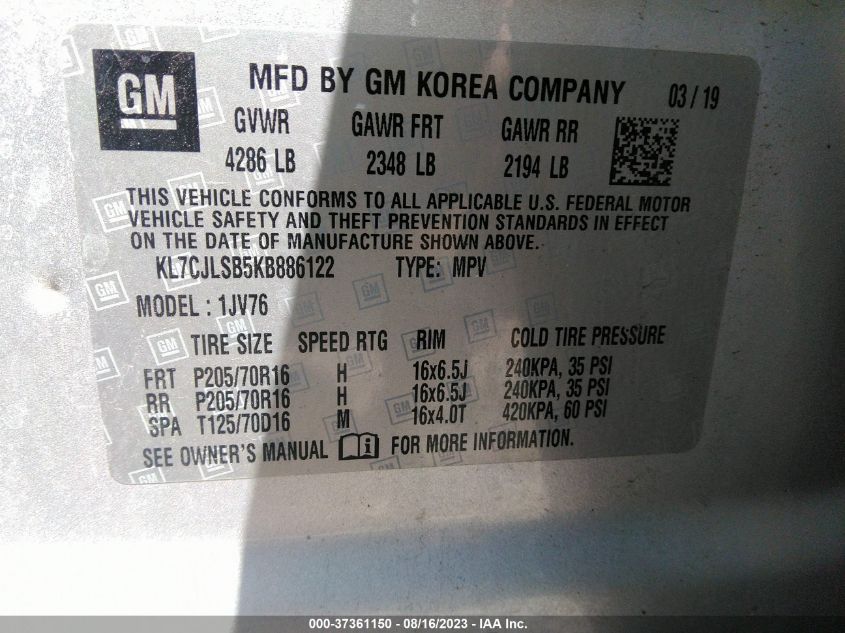 GM
MFD BY GM KOREA COMPANY 03/19
GVWR GAWR FRT GAWR RR
4286 LB 2348 LB 2194 LB
THIS VEHICLE CONFORMS TO ALL APPLICABLE U.S. FEDERAL MOTOR
VEHICLE SAFETY AND THEFT PREVENTION STANDARDS IN EFFECT
ON THE DATE OF MANUFACTURE SHOWN ABOVE.
KL7CJLSB5KB886122 TYPE: MPV
MODEL : 1JV76
TIRE SIZE SPEED RTG RIM COLD TIRE PRESSURE
FRT P205/70R16 H 16x6.5J 240KPA, 35 PSI
RR P205/70R16 H 16x6.5J 240KPA, 35 PSI
SPA T125/70D16 M 16x4.0T 420KPA, 60 PSI
SEE OWNER'S MANUAL FOR MORE INFORMATION.
000-37361150 - 08/16/2023 - IAA Inc.